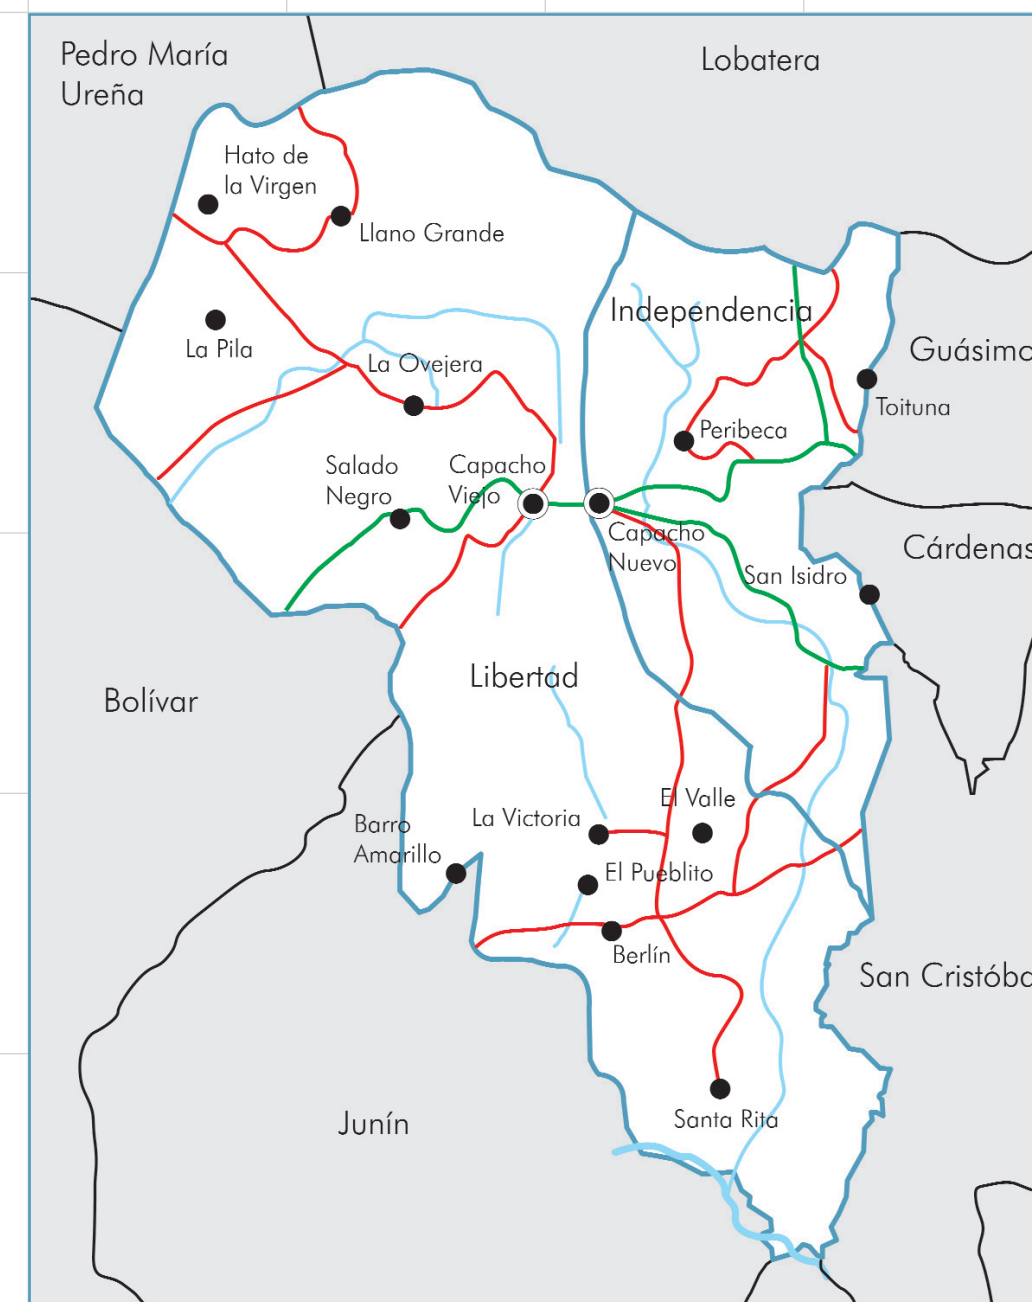 Pedro María
Ureña
Lobatera
Hato de
la Virgen
Llano Grande
Independencia
La Pila
La Ovejera
Guásimo
Toituna
Peribeca
Salado
Negro
Capacho
Viejo
Capacho
Nuevo
San Isidro
Cárdenas
Libertad
Bolívar
El Valle
La Victoria
Barro
Amarillo
El Pueblito
Berlín
San Cristóba
Santa Rita
Junín